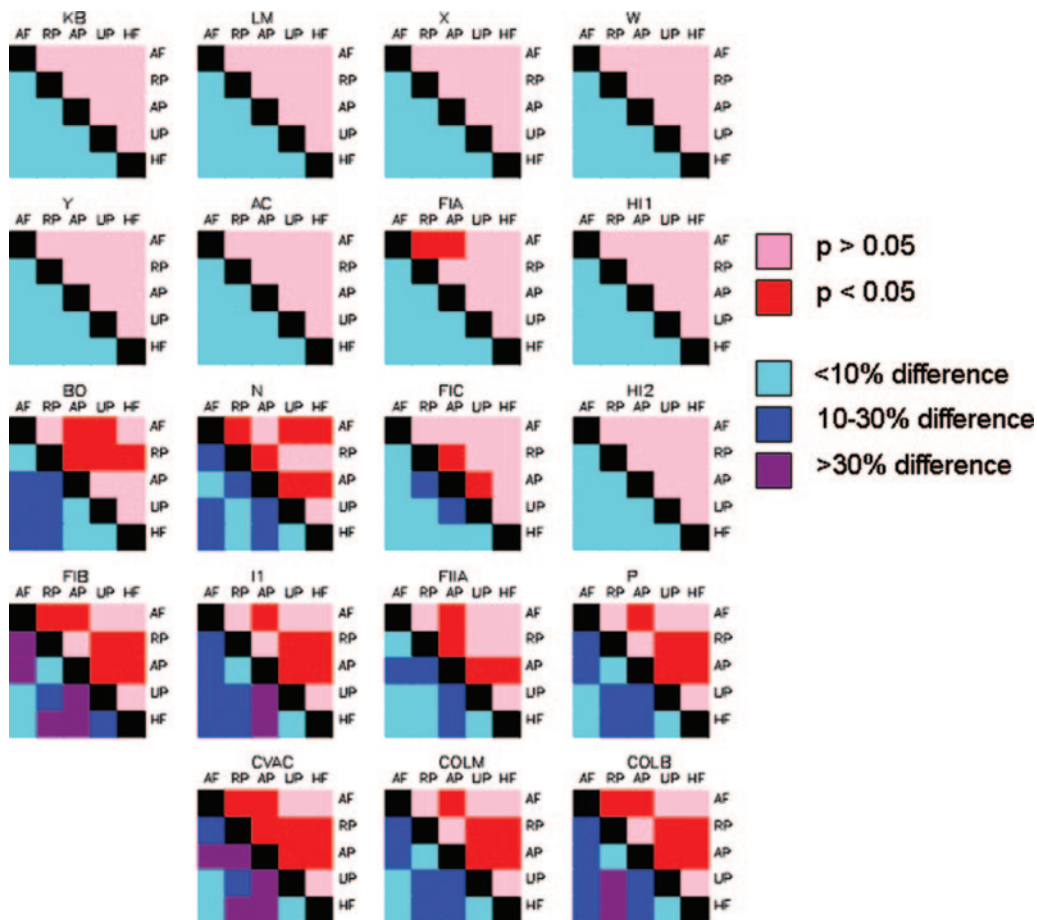 KB LM X W
AF RP AP UP HF AF RP AP UP HF AF RP AP UP HF AF RP AP UP HF
AF AF AF AF
RP RP RP RP
AP AP AP AP
UP UP UP UP
HF HF HF HF
Y AC FIA HI1
AF RP AP UP HF AF RP AP UP HF AF RP AP UP HF AF RP AP UP HF
AF AF AF AF
RP RP RP RP
AP AP AP AP
UP UP UP UP
HF HF HF HF
p > 0.05
p < 0.05
<10% difference
10-30% difference
>30% difference
BO N FIC HI2
AF RP AP UP HF AF RP AP UP HF AF RP AP UP HF AF RP AP UP HF
AF AF AF AF
RP RP RP RP
AP AP AP AP
UP UP UP UP
HF HF HF HF
FIB I1 FIIA P
AF RP AP UP HF AF RP AP UP HF AF RP AP UP HF AF RP AP UP HF
AF AF AF AF
RP RP RP RP
AP AP AP AP
UP UP UP UP
HF HF HF HF
CVAC COLM COLB
AF RP AP UP HF AF RP AP UP HF AF RP AP UP HF
AF AF AF
RP RP RP
AP AP AP
UP UP UP
HF HF HF